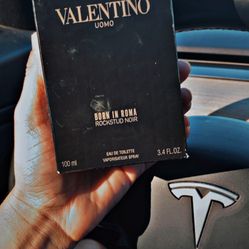 VALENTINO
UOMO
BORN IN ROMA
ROCKSTUD NOIR
EAU DE TOILETTE
VAPORISATEUR SPRAY
100 ml
3.4 FL.OZ.